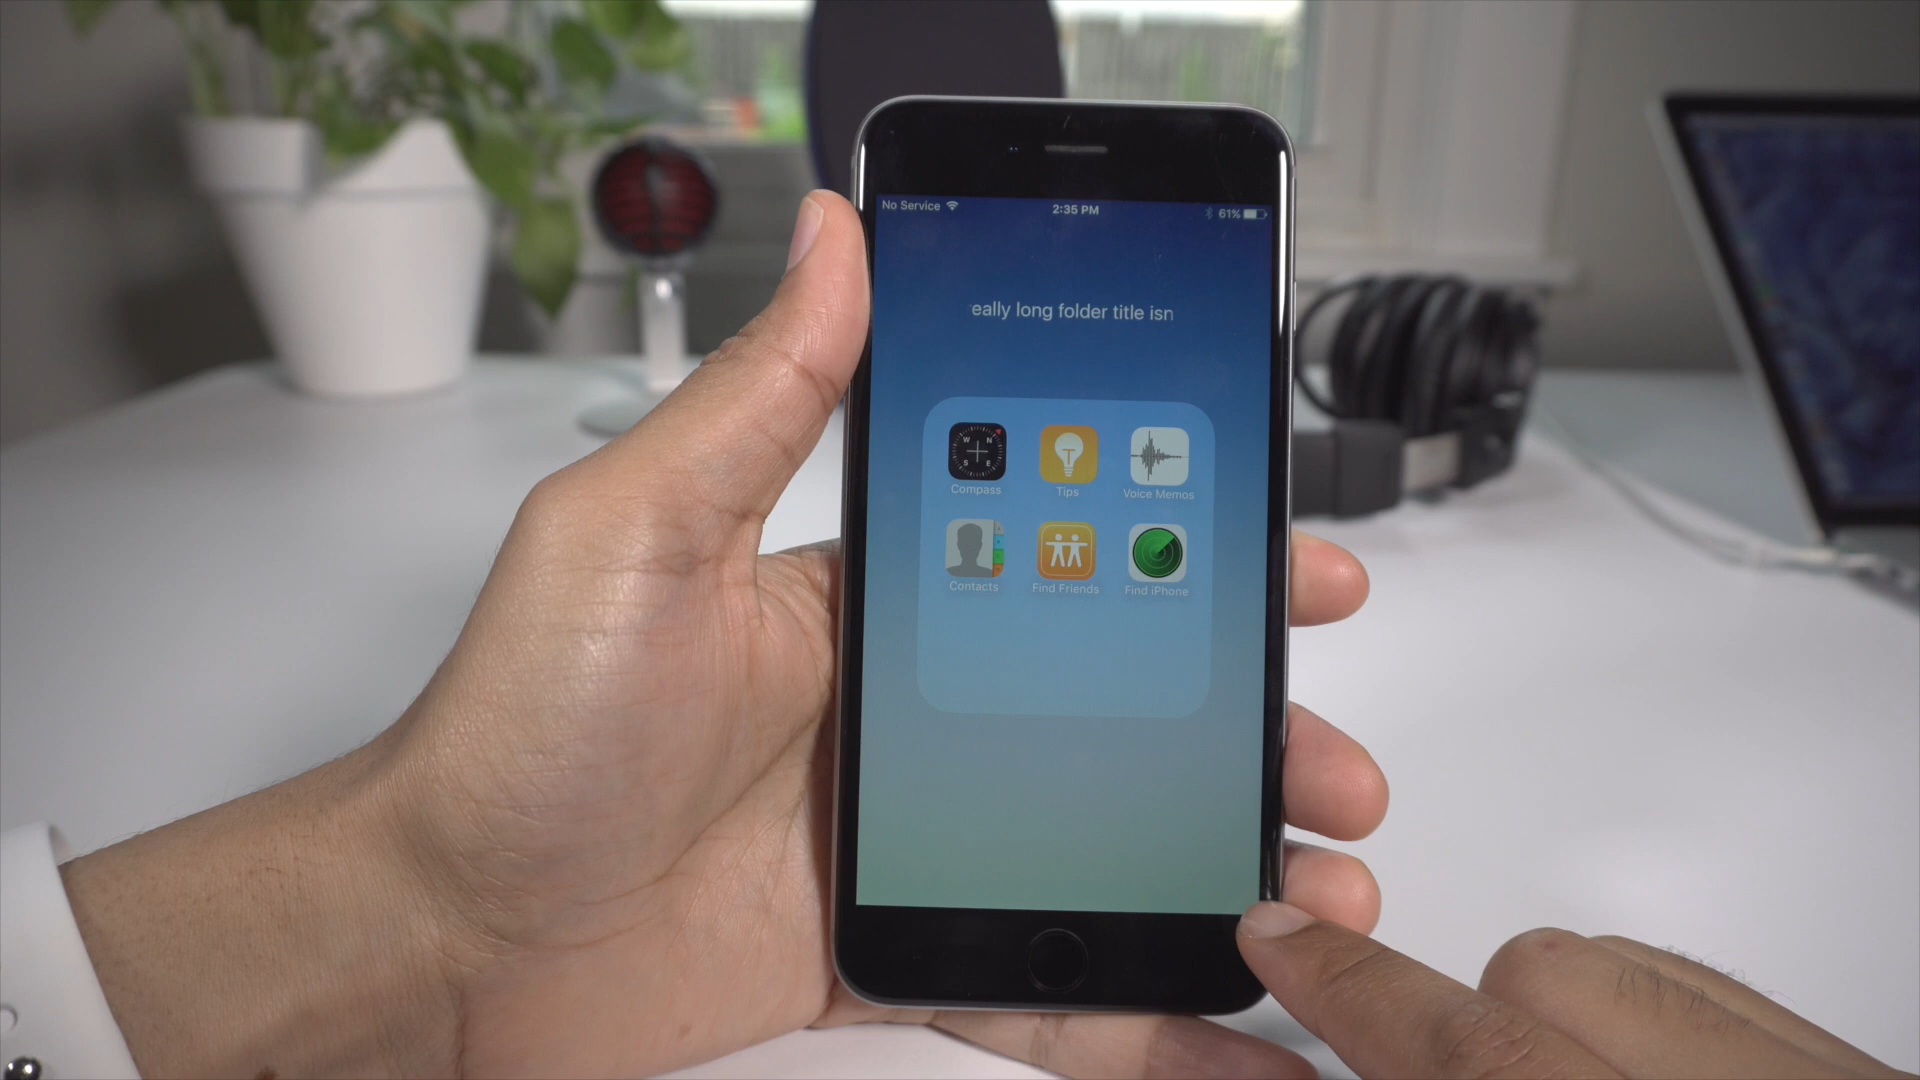 No Service 2:35 PM 61%
eally long folder title isn
W N
S E
Compass Tips Voice Memos
Contacts Find Friends Find iPhone